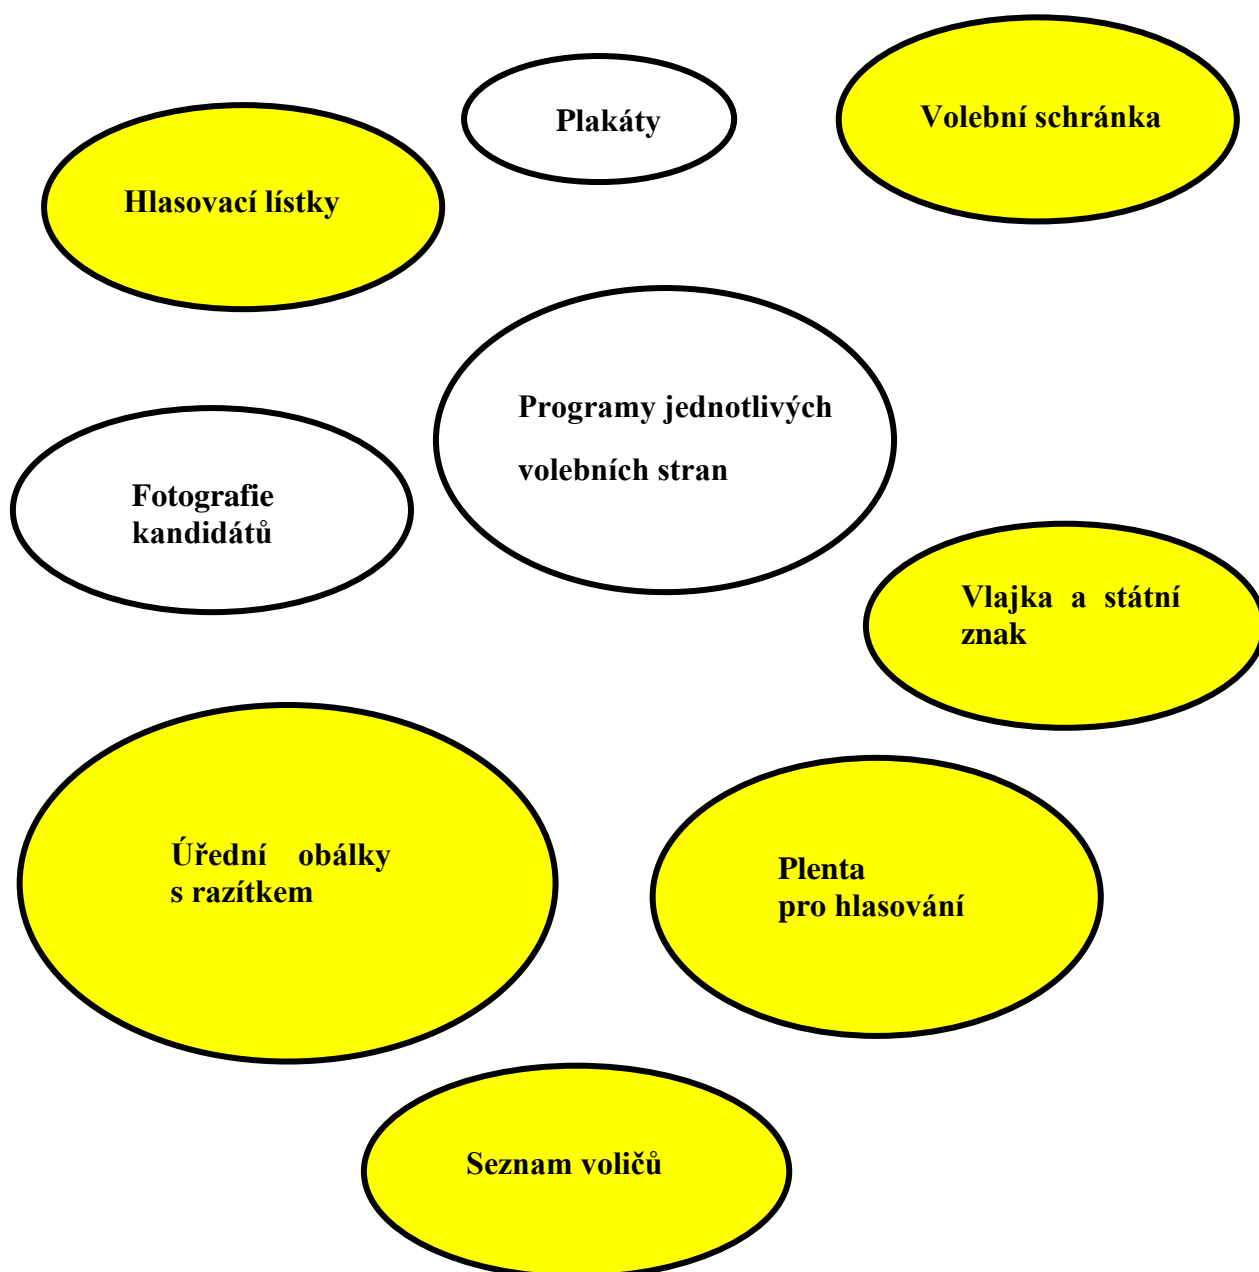 Plakáty
Volební schránka
Hlasovací lístky
Programy jednotlivých
volebních stran
Fotografie
kandidátů
Vlajka a státní
znak
Úřední obálky
s razítkem
Plenta
pro hlasování
Seznam voličů